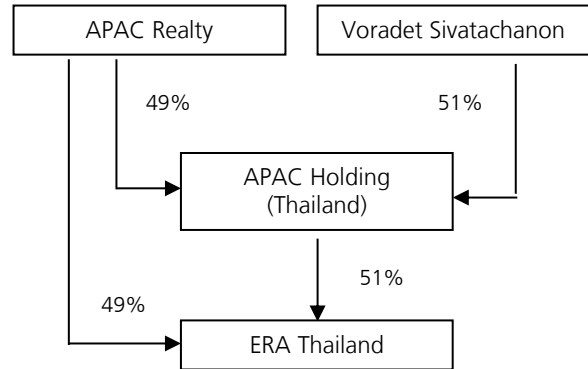 APAC Realty
Voradet Sivatachanon
49%
51%
APAC Holding
(Thailand)
51%
49%
ERA Thailand